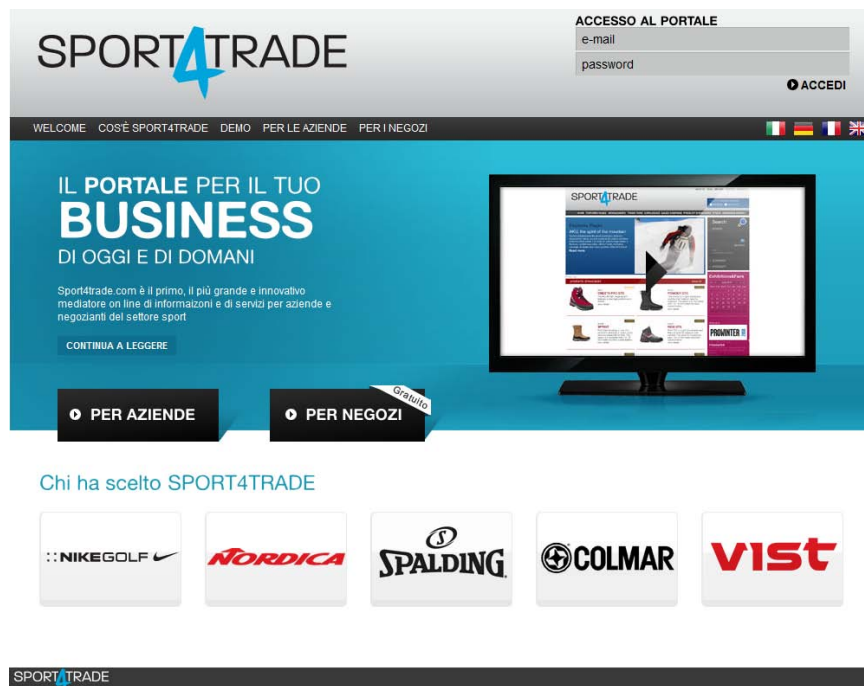 SPORT4TRADE
ACCESSO AL PORTALE
e-mail
password
ACCEDI
WELCOME COS'È SPORT4TRADE DEMO PER LE AZIENDE PER I NEGOZI
IL PORTALE PER IL TUO
BUSINESS
DI OGGI E DI DOMANI
Sport4trade.com è il primo, il più grande e innovativo
mediatore on line di informaizoni e di servizi per aziende e
negozianti del settore sport
CONTINUA A LEGGERE
SPORT4TRADE
Search
PROWINTER
PER AZIENDE
PER NEGOZI
Gratuito
Chi ha scelto SPORT4TRADE
NIKEGOLF
NORDICA
S
SPALDING
COLMAR
VIST
SPORT4TRADE